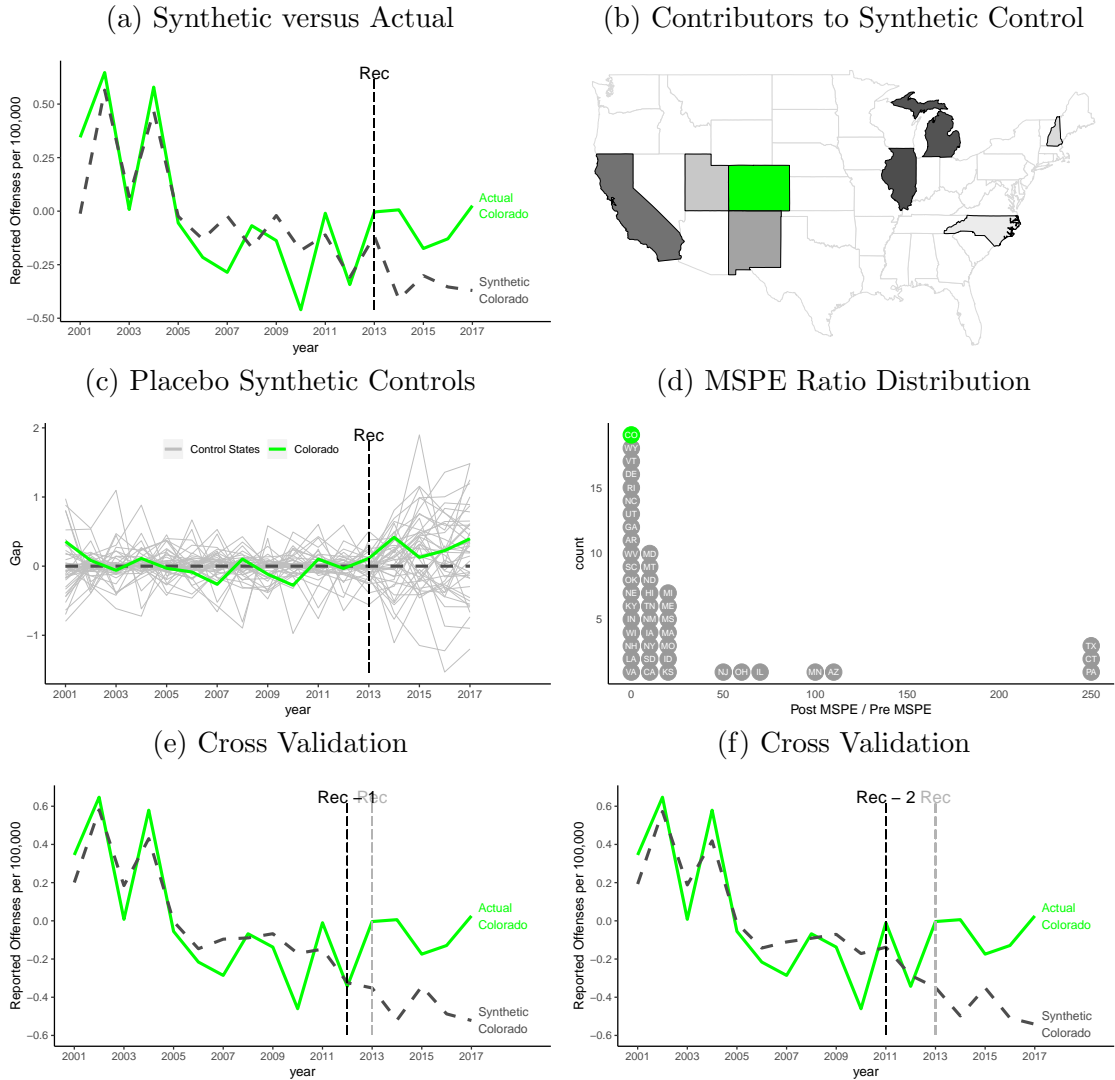 (a) Synthetic versus Actual
Rec
0.50
0.25
0.00
−0.25
−0.50
Reported Offenses per 100,000
Actual
Colorado
Synthetic
Colorado
2001 2003 2005 2007 2009 2011 2013 2015 2017
year
(b) Contributors to Synthetic Control
(c) Placebo Synthetic Controls
Rec
Control States Colorado
2
1
0
−1
Gap
2001 2003 2005 2007 2009 2011 2013 2015 2017
year
(d) MSPE Ratio Distribution
15
10
5
count
CO
WY
VT
DE
RI
NC
UT
GA
AR
WV MD
SC MT
OK ND
NE HI MI
KY TN ME
IN NM MS
WI IA MA
NH NY MO
LA SD ID TX CT
VA CA KS NJ OH IL MN AZ PA
0 50 100 150 200 250
Post MSPE / Pre MSPE
(e) Cross Validation
Rec − 1 Rec
0.6
0.4
0.2
0.0
−0.2
−0.4
−0.6
Reported Offenses per 100,000
Actual
Colorado
Synthetic
Colorado
2001 2003 2005 2007 2009 2011 2013 2015 2017
year
(f) Cross Validation
Rec − 2 Rec
0.6
0.4
0.2
0.0
−0.2
−0.4
−0.6
Reported Offenses per 100,000
Actual
Colorado
Synthetic
Colorado
2001 2003 2005 2007 2009 2011 2013 2015 2017
year